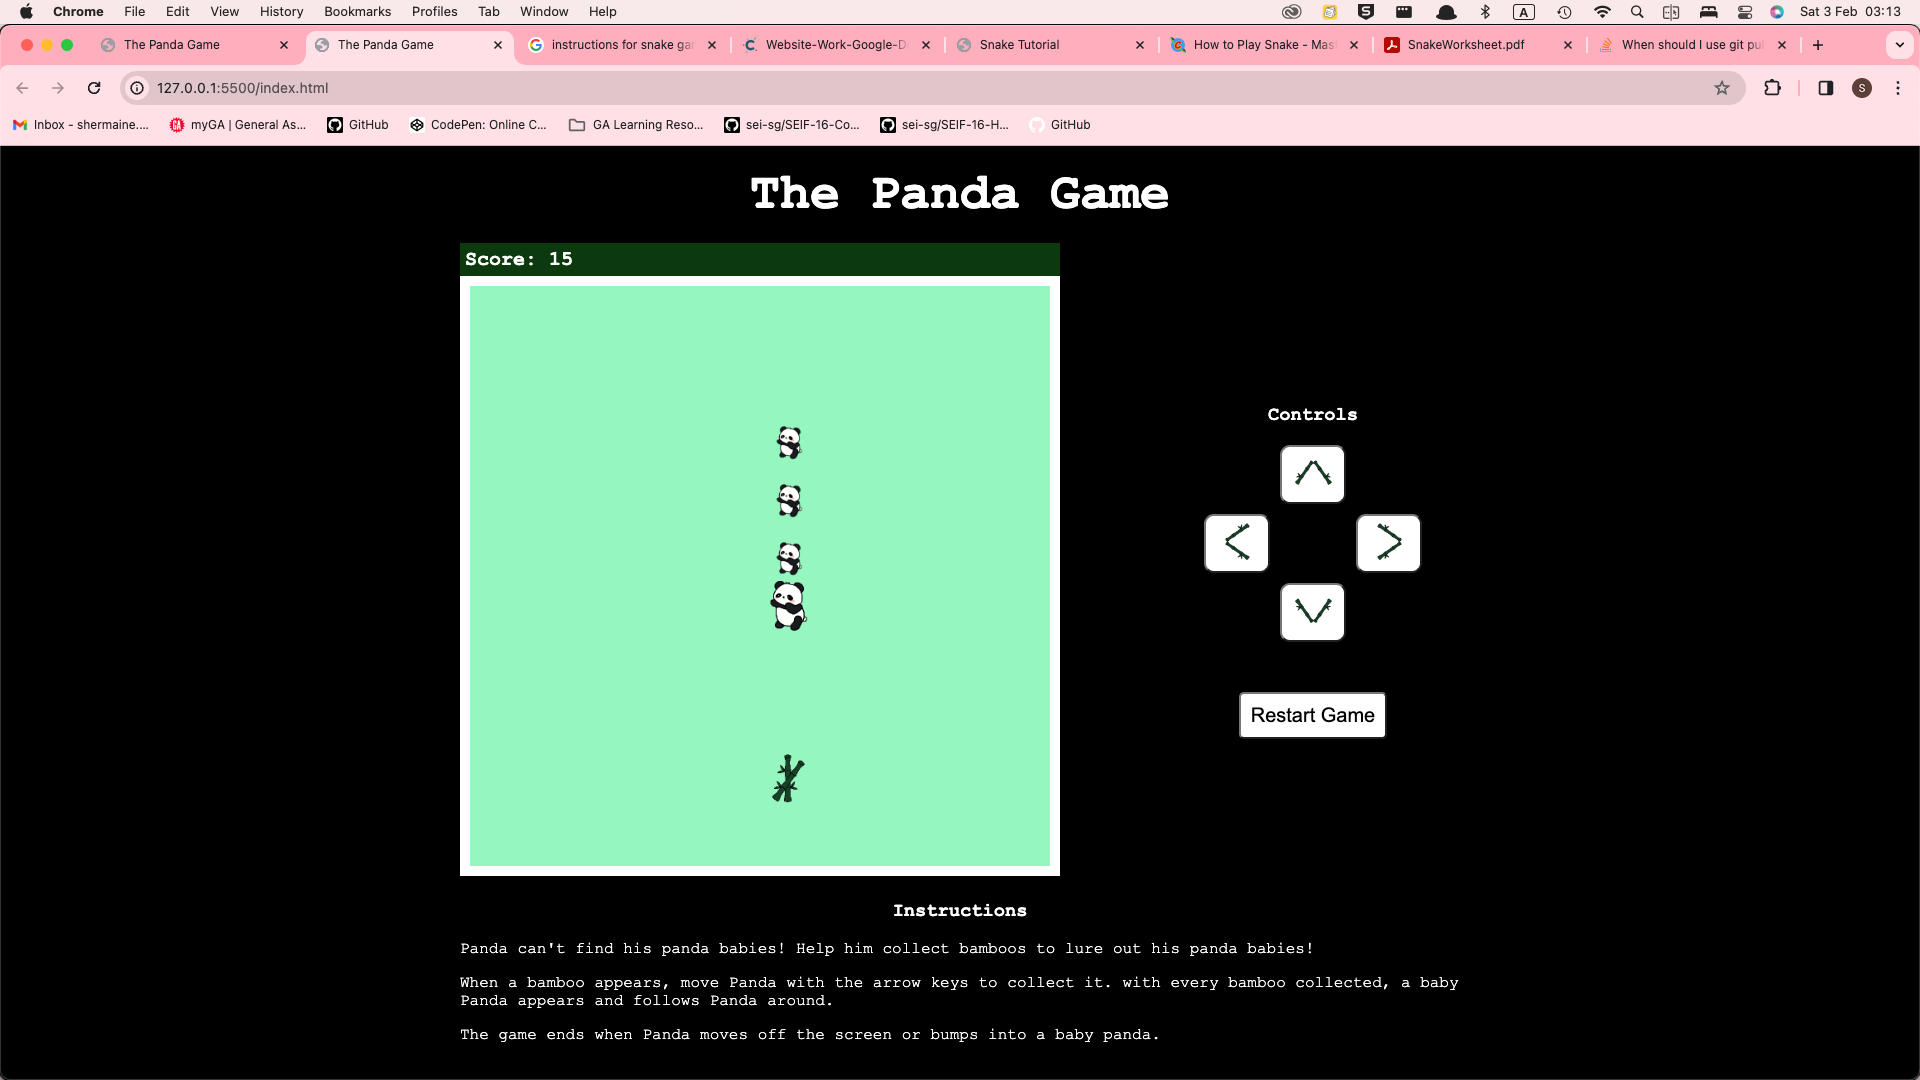 Chrome File Edit View History Bookmarks Profiles Tab Window Help A Sat 3 Feb 03:13
The Panda Game The Panda Game instructions for snake gar Website-Work-Google-D Snake Tutorial How to Play Snake - Mas SnakeWorksheet.pdf When should I use git pu
127.0.0.1:5500/index.html S
Inbox - shermaine.... myGA | General As... GitHub CodePen: Online C... GA Learning Reso... sei-sg/SEIF-16-Co... sei-sg/SEIF-16-H... GitHub
The Panda Game
Score: 15
Controls
Restart Game
Instructions
Panda can't find his panda babies! Help him collect bamboos to lure out his panda babies!
When a bamboo appears, move Panda with the arrow keys to collect it. with every bamboo collected, a baby
Panda appears and follows Panda around.
The game ends when Panda moves off the screen or bumps into a baby panda.